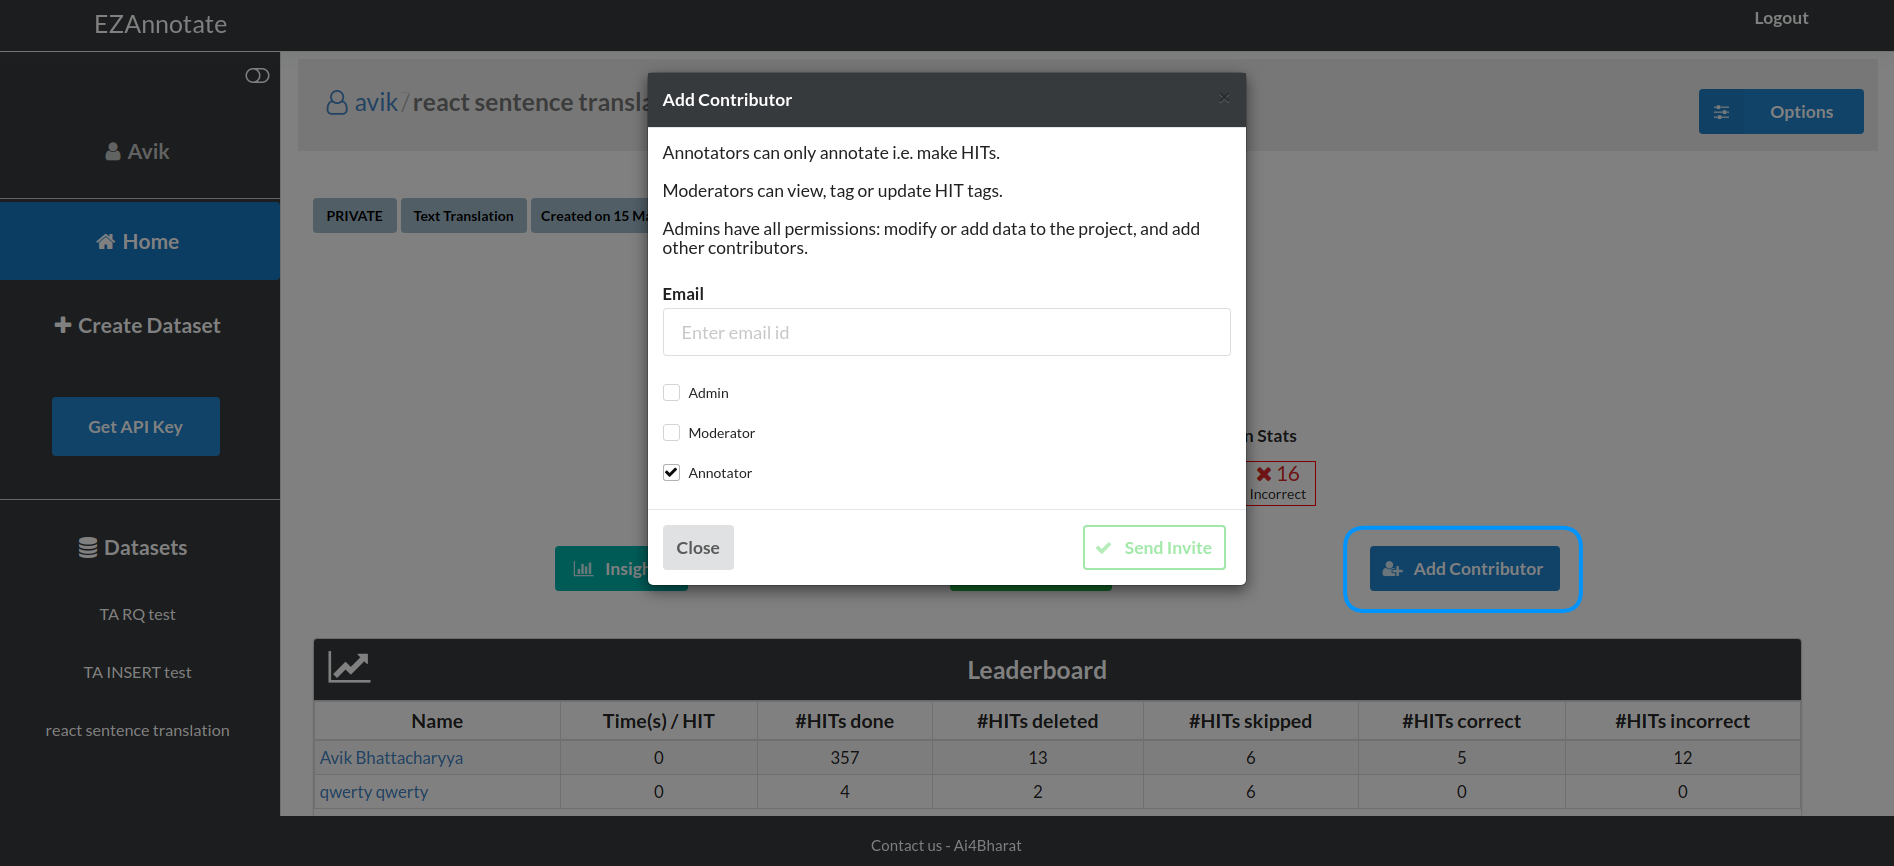 EZAnnotate
Logout
Avik
Home
Create Dataset
Get API Key
Datasets
TA RQ test
TA INSERT test
react sentence translation
avik/react sentence transla
Options
PRIVATE
Text Translation
Created on 15 Ma
Add Contributor
×
Annotators can only annotate i.e. make HITs.
Moderators can view, tag or update HIT tags.
Admins have all permissions: modify or add data to the project, and add
other contributors.
Email
Enter email id
Admin
Moderator
Annotator
Close
Send Invite
n Stats
16
Incorrect
Insigh
Add Contributor
Leaderboard
Name Time(s) / HIT #HITs done #HITs deleted #HITs skipped #HITs correct #HITs incorrect
Avik Bhattacharyya 0 357 13 6 5 12
qwerty qwerty 0 4 2 6 0 0
Contact us - Ai4Bharat